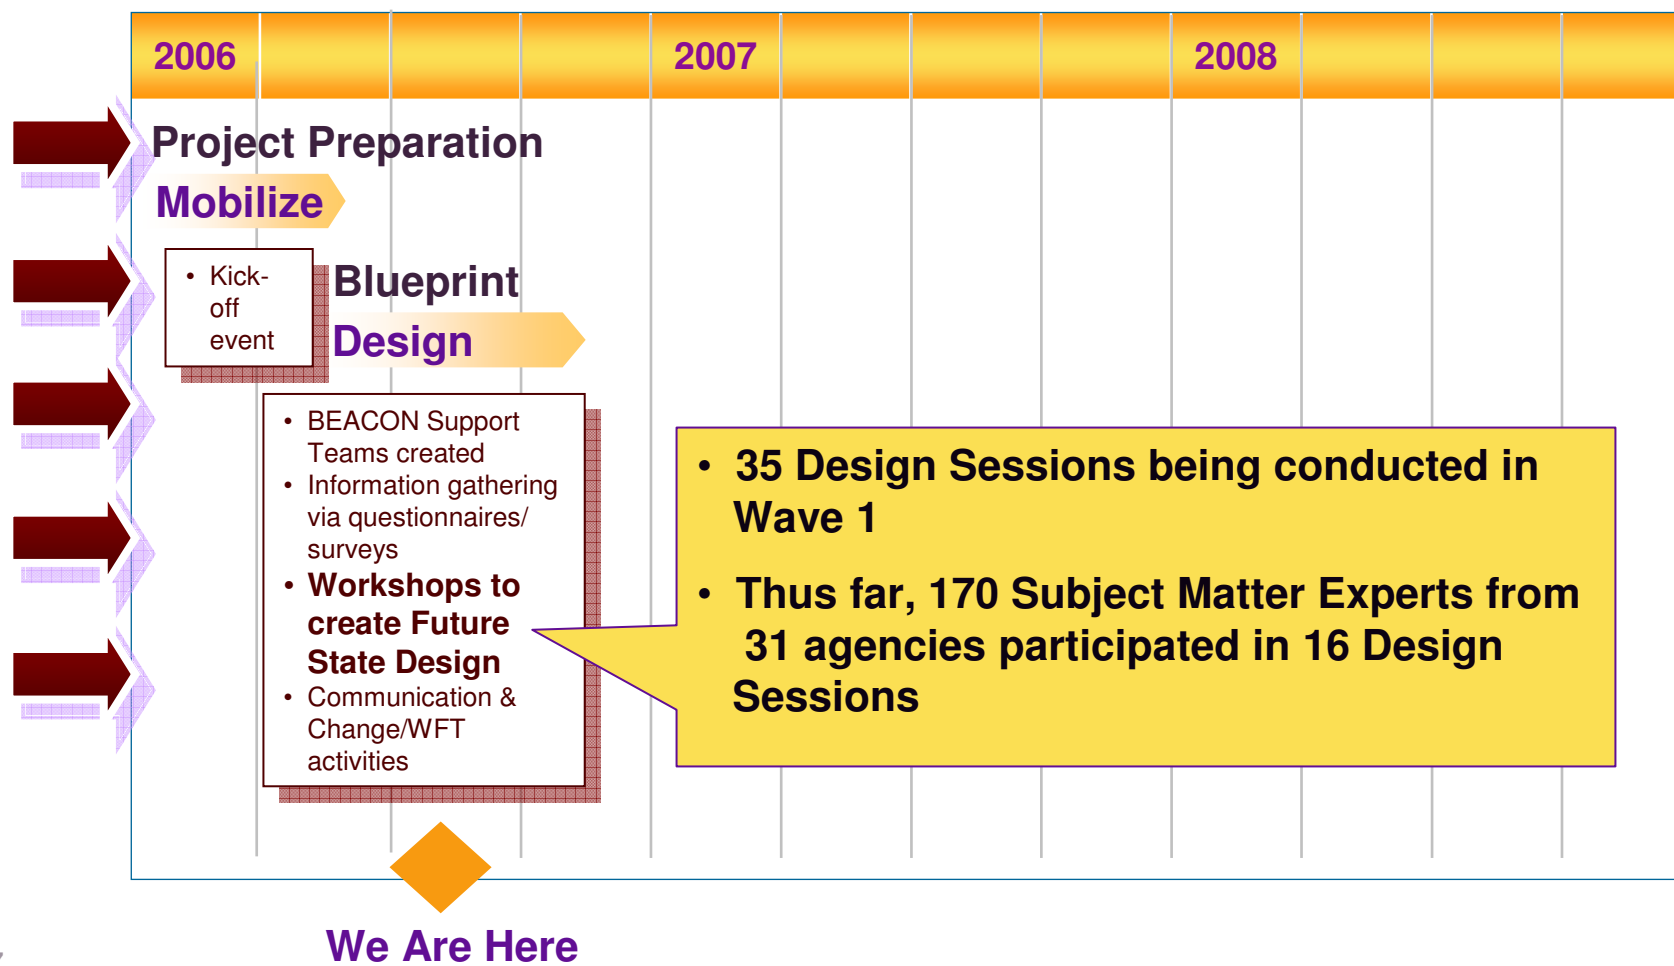 2006
2007
2008
Project Preparation
Mobilize
• Kick-
off
event
Blueprint
Design
• BEACON Support
Teams created
• Information gathering
via questionnaires/
surveys
• Workshops to
create Future
State Design
• Communication &
Change/WFT
activities
• 35 Design Sessions being conducted in
Wave 1
• Thus far, 170 Subject Matter Experts from
31 agencies participated in 16 Design
Sessions
We Are Here